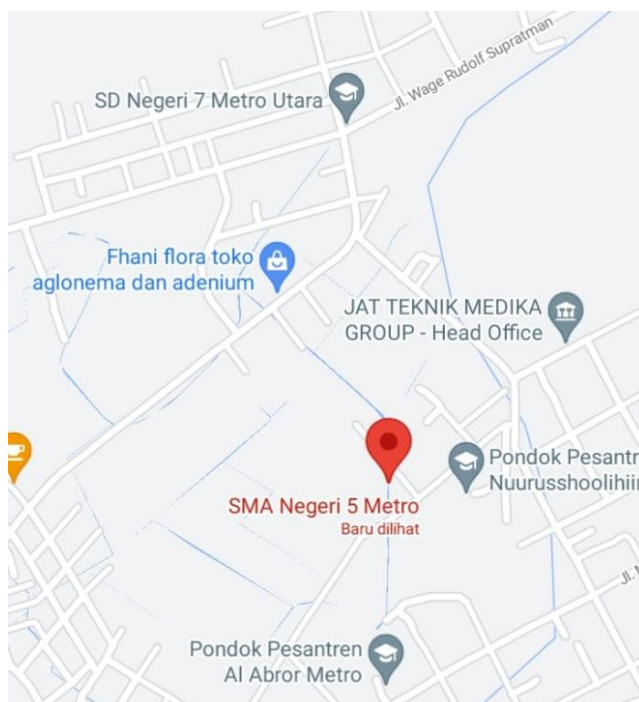 SD Negeri 7 Metro Utara
Jl. Wage Rudolf Supratman
Fhani flora toko
aglonema dan adenium
JAT TEKNIK MEDIKA
GROUP - Head Office
Pondok Pesantr
Nuurusshoolihiin
SMA Negeri 5 Metro
Baru dilihat
Jl.
Pondok Pesantren
Al Abror Metro